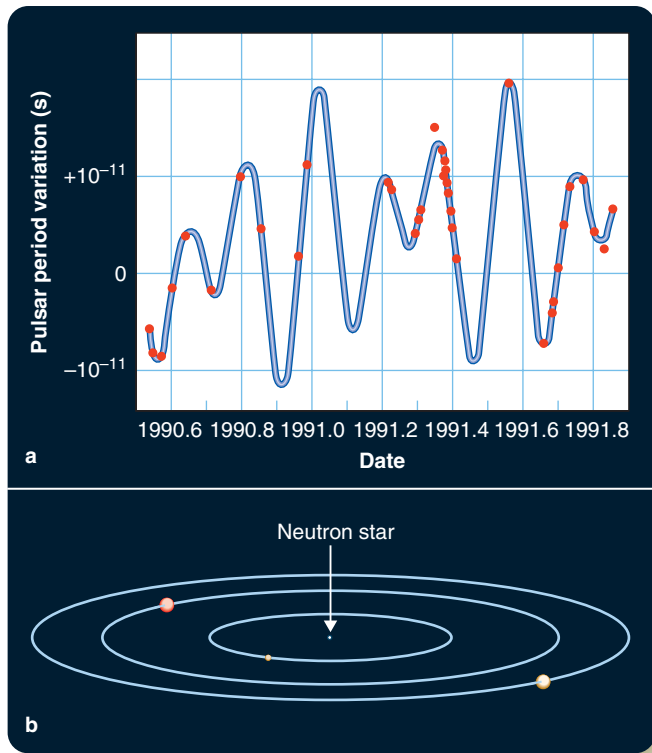 Pulsar period variation (s)
+10⁻¹¹
0
−10⁻¹¹
1990.6 1990.8 1991.0 1991.2 1991.4 1991.6 1991.8
a
Date
Neutron star
b